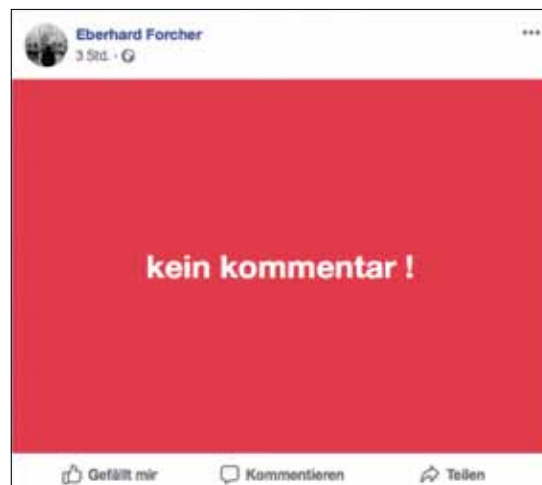 Eberhard Forcher
3 Std. ·
kein kommentar !
Gefällt mir
Kommentieren
Teilen